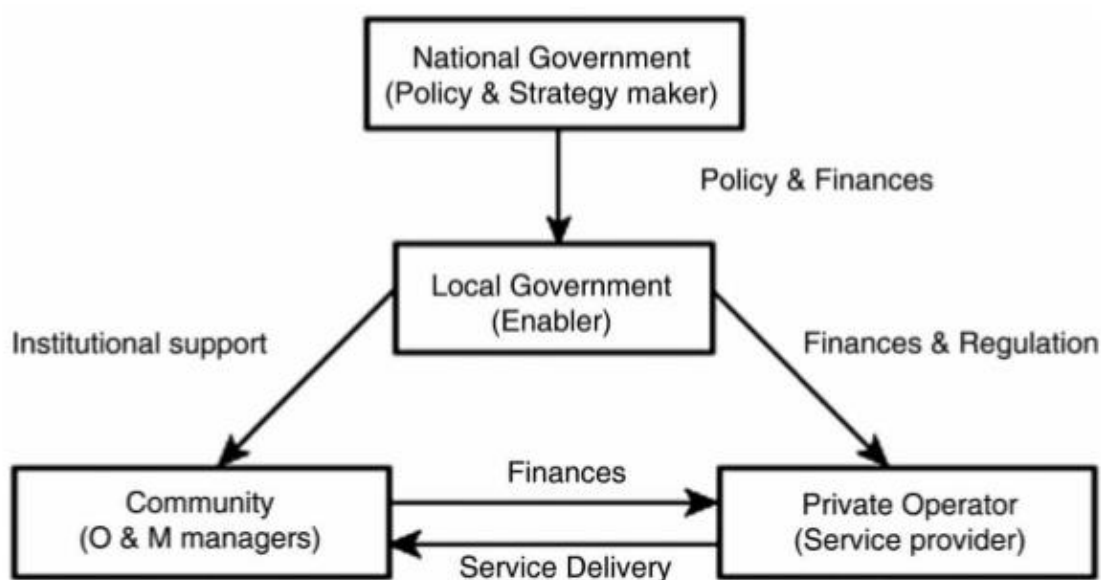 National Government
(Policy & Strategy maker)
Policy & Finances
Local Government
(Enabler)
Institutional support
Finances & Regulation
Finances
Community
(O & M managers)
Private Operator
(Service provider)
Service Delivery